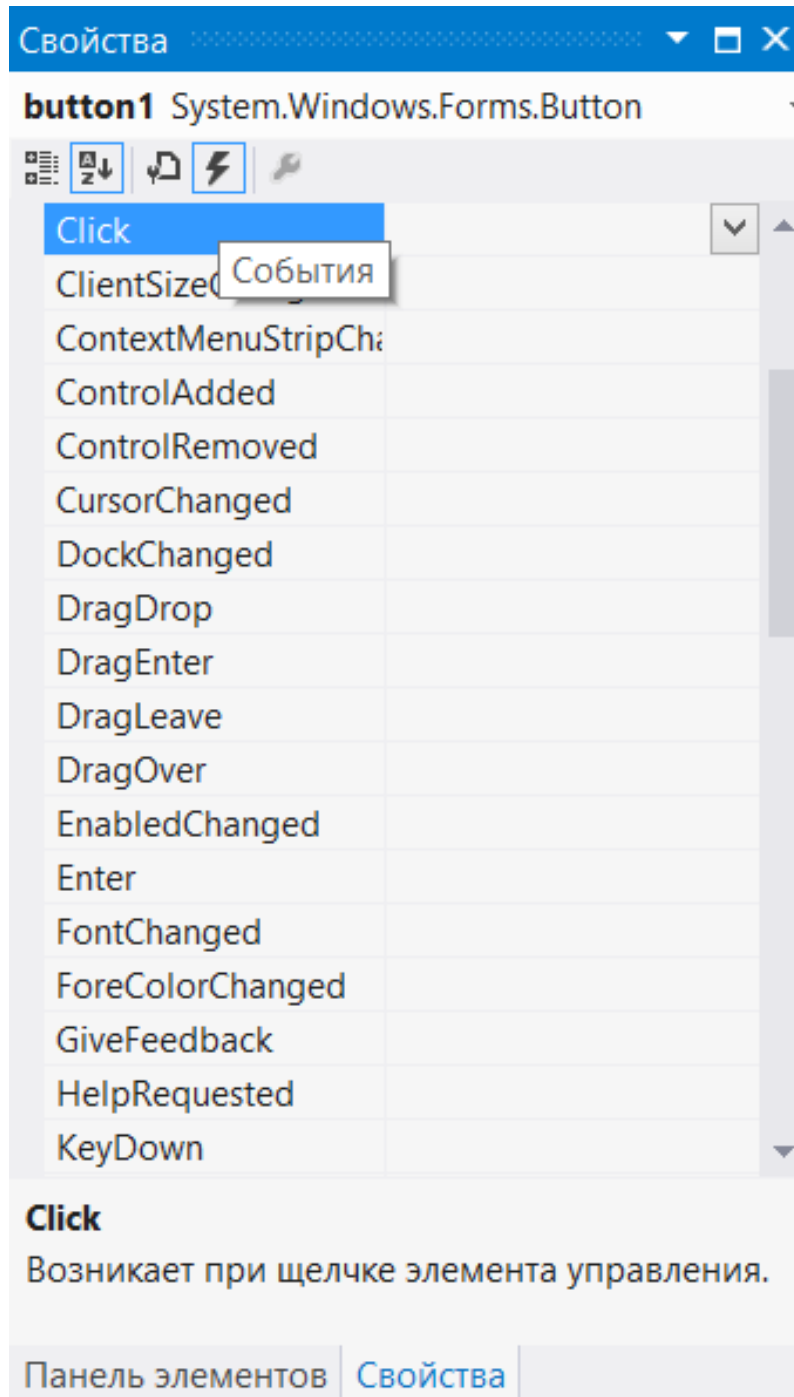 Свойства
button1 System.Windows.Forms.Button
Click
События
ClientSize
ContextMenuStripCha
ControlAdded
ControlRemoved
CursorChanged
DockChanged
DragDrop
DragEnter
DragLeave
DragOver
EnabledChanged
Enter
FontChanged
ForeColorChanged
GiveFeedback
HelpRequested
KeyDown
Click
Возникает при щелчке элемента управления.
Панель элементов Свойства